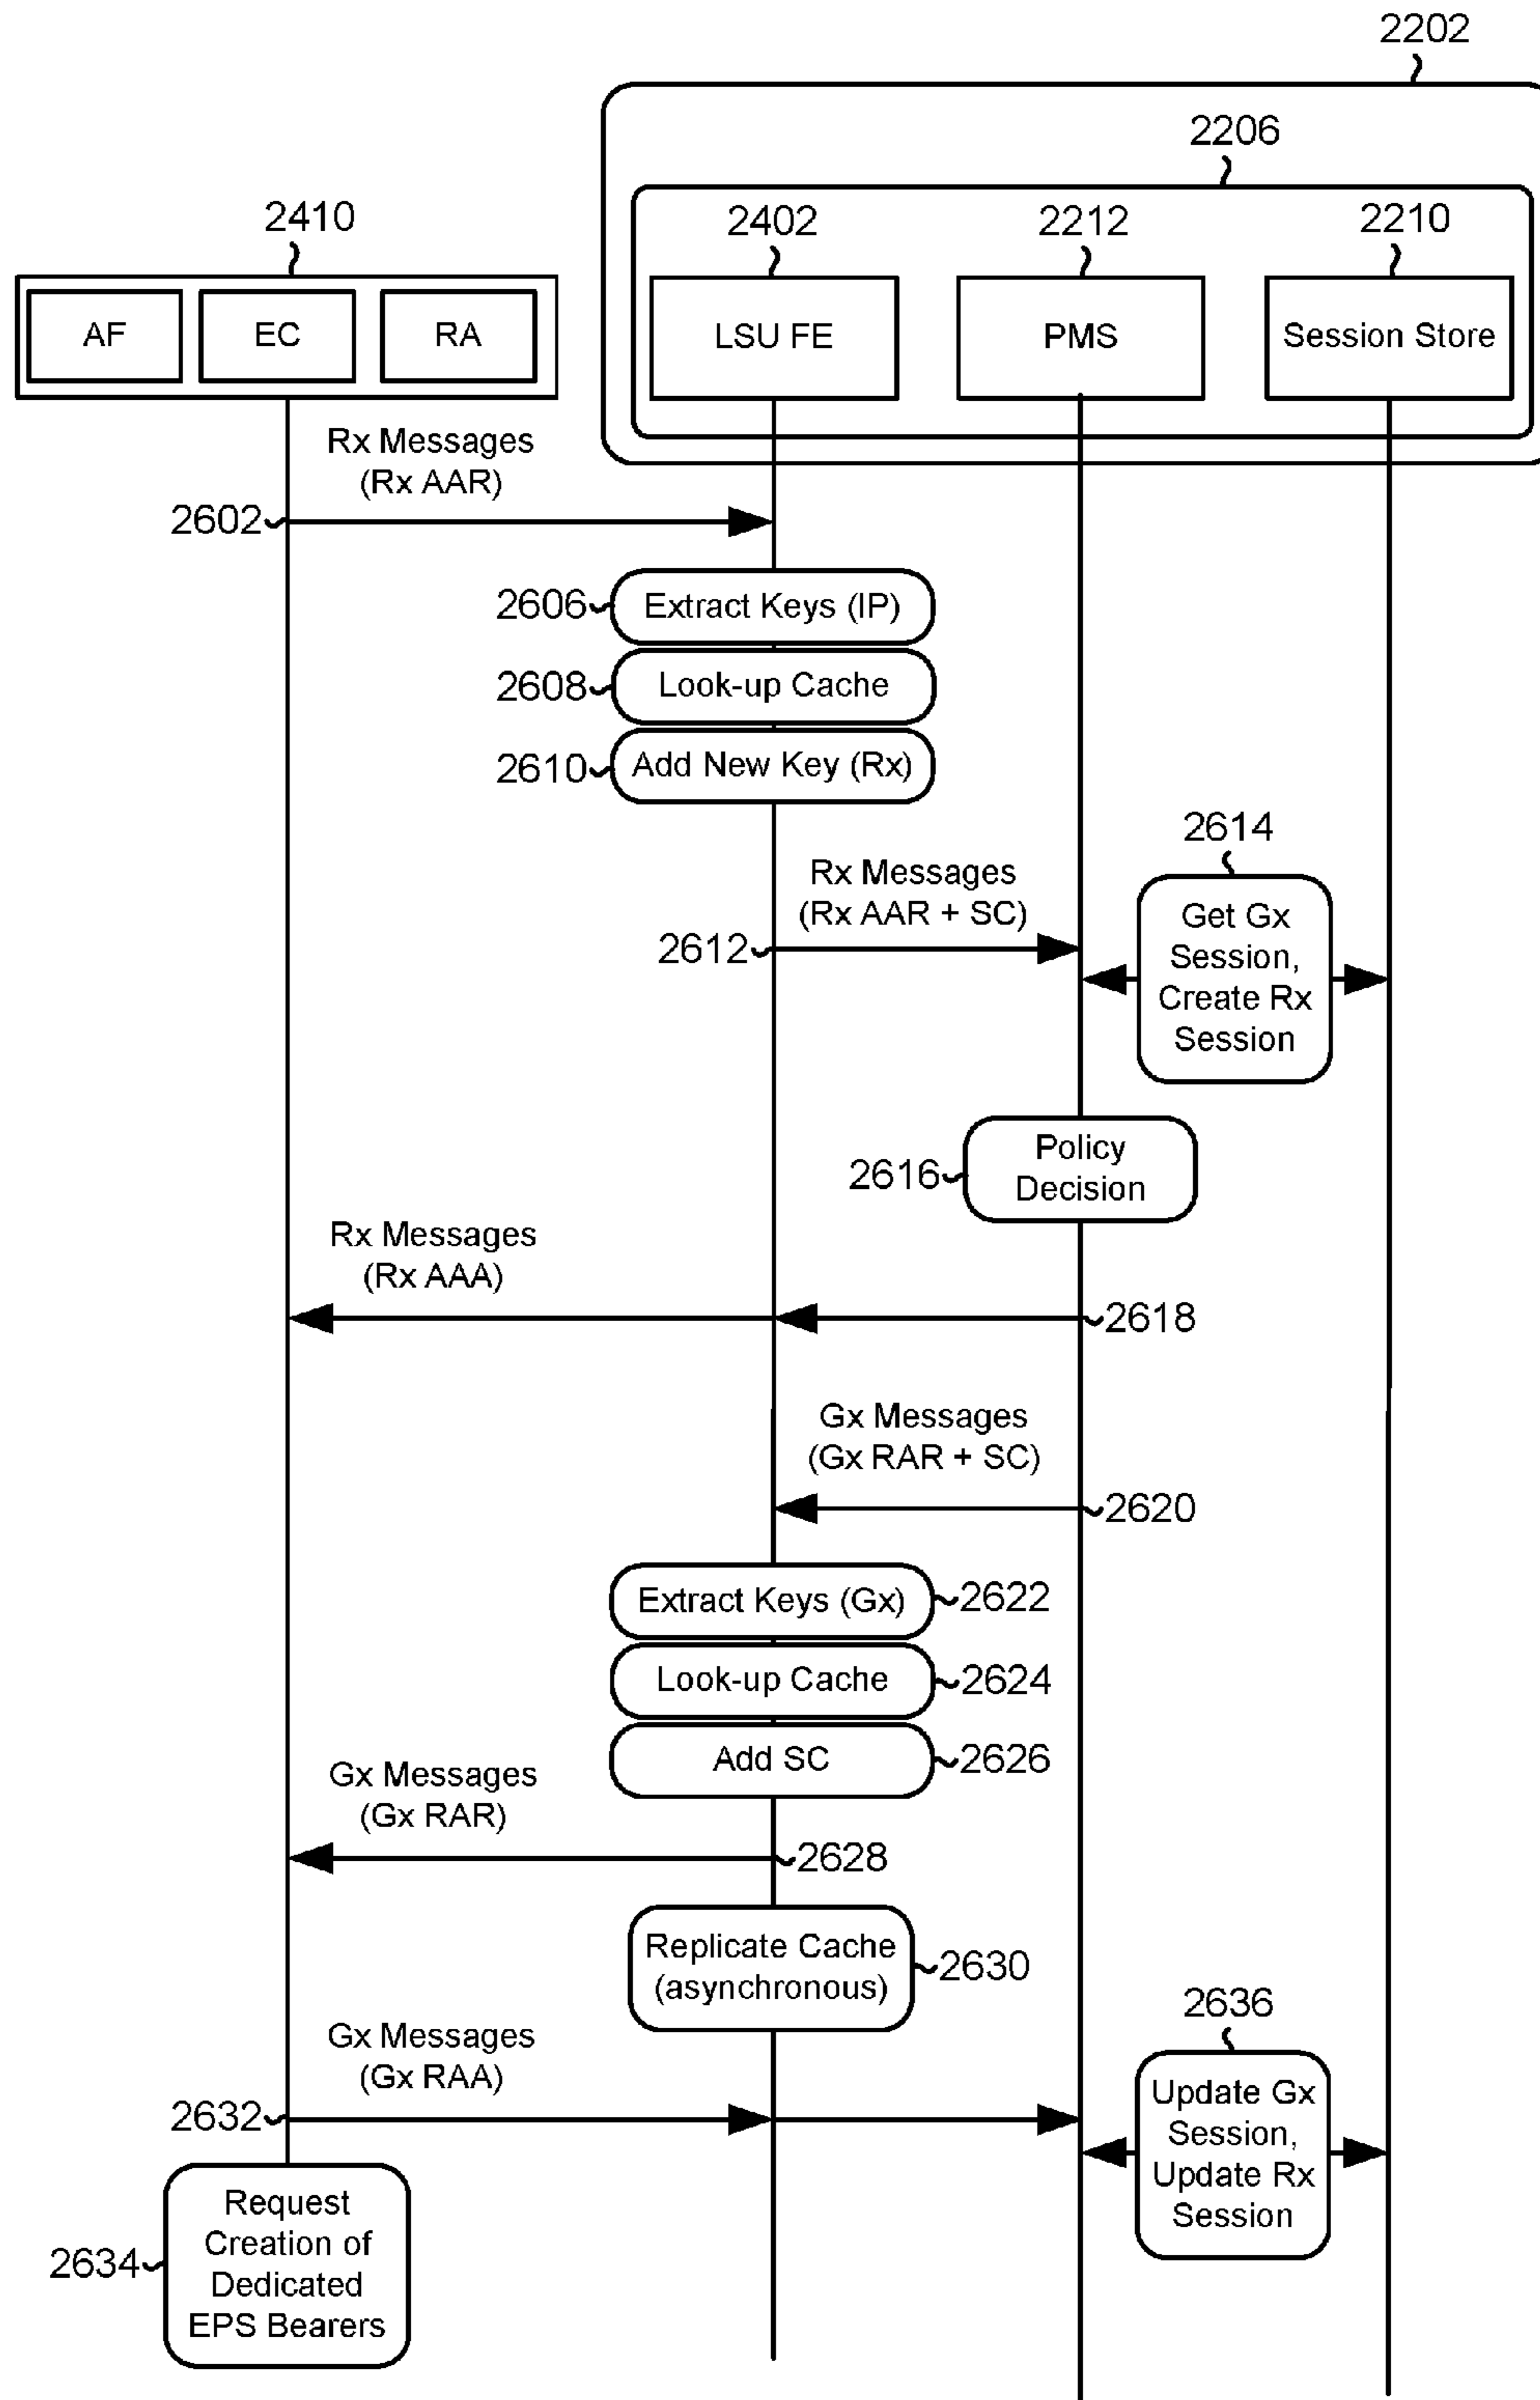 2202
2206
2410
2402
2212
2210
AF
EC
RA
LSU FE
PMS
Session Store
Rx Messages
(Rx AAR)
2602
2606
Extract Keys (IP)
2608
Look-up Cache
2610
Add New Key (Rx)
2614
Rx Messages
(Rx AAR + SC)
2612
Get Gx
Session,
Create Rx
Session
Policy
Decision
2616
Rx Messages
(Rx AAA)
2618
Gx Messages
(Gx RAR + SC)
2620
Extract Keys (Gx)
2622
Look-up Cache
2624
Add SC
2626
Gx Messages
(Gx RAR)
2628
Replicate Cache
(asynchronous)
2630
2636
Gx Messages
(Gx RAA)
2632
Update Gx
Session,
Update Rx
Session
Request
Creation of
Dedicated
EPS Bearers
2634